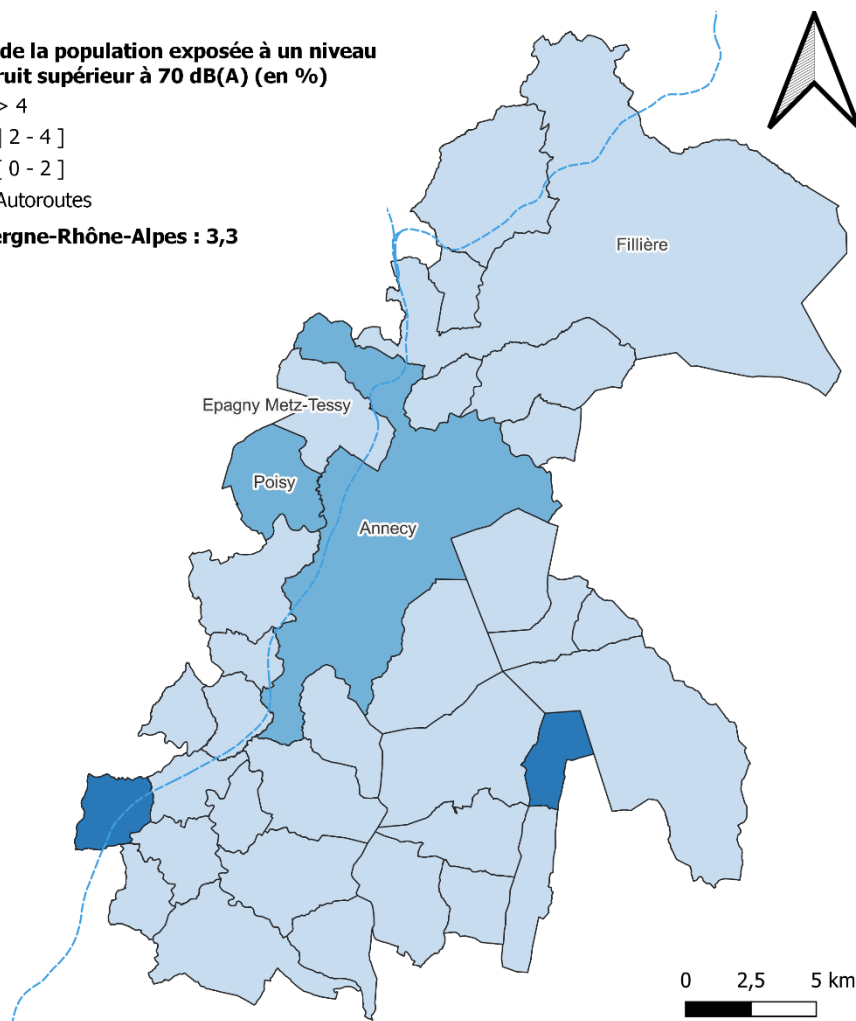 de la population exposée à un niveau
ruit supérieur à 70 dB(A) (en %)
> 4
] 2 - 4 ]
[ 0 - 2 ]
Autoroutes
ergne-Rhône-Alpes : 3,3
Fillière
Epagny Metz-Tessy
Poisy
Annecy
0 2,5 5 km